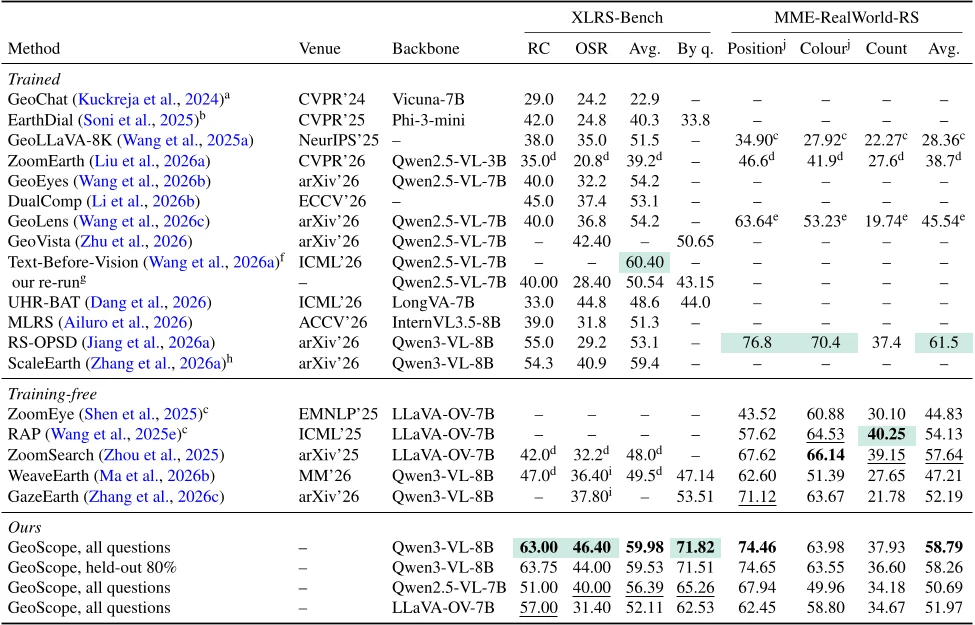 XLRS-Bench MME-RealWorld-RS
Method Venue Backbone RC OSR Avg. By q. Position^j Colour^j Count Avg.
Trained
GeoChat (Kuckreja et al., 2024)^a CVPR’24 Vicuna-7B 29.0 24.2 22.9 – – – – –
EarthDial (Soni et al., 2025)^b CVPR’25 Phi-3-mini 42.0 24.8 40.3 33.8 – – – –
GeoLLaVA-8K (Wang et al., 2025a) NeurIPS’25 – 38.0 35.0 51.5 – 34.90^c 27.92^c 22.27^c 28.36^c
ZoomEarth (Liu et al., 2026a) CVPR’26 Qwen2.5-VL-3B 35.0^d 20.8^d 39.2^d – 46.6^d 41.9^d 27.6^d 38.7^d
GeoEyes (Wang et al., 2026b) arXiv’26 Qwen2.5-VL-7B 40.0 32.2 54.2 – – – – –
DualComp (Li et al., 2026b) ECCV’26 – 45.0 37.4 53.1 – – – – –
GeoLens (Wang et al., 2026c) arXiv’26 Qwen2.5-VL-7B 40.0 36.8 54.2 – 63.64^e 53.23^e 19.74^e 45.54^e
GeoVista (Zhu et al., 2026) arXiv’26 Qwen2.5-VL-7B – 42.40 – 50.65 – – – –
Text-Before-Vision (Wang et al., 2026a)^f ICML’26 Qwen2.5-VL-7B – – 60.40 – – – – –
our re-run^g – Qwen2.5-VL-7B 40.00 28.40 50.54 43.15 – – – –
UHR-BAT (Dang et al., 2026) ICML’26 LongVA-7B 33.0 44.8 48.6 44.0 – – – –
MLRS (Ailuro et al., 2026) ACCV’26 InternVL3.5-8B 39.0 31.8 51.3 – – – – –
RS-OPSD (Jiang et al., 2026a) arXiv’26 Qwen3-VL-8B 55.0 29.2 53.1 – 76.8 70.4 37.4 61.5
ScaleEarth (Zhang et al., 2026a)^h arXiv’26 Qwen3-VL-8B 54.3 40.9 59.4 – – – – –
Training-free
ZoomEye (Shen et al., 2025)^c EMNLP’25 LLaVA-OV-7B – – – – 43.52 60.88 30.10 44.83
RAP (Wang et al., 2025e)^c ICML’25 LLaVA-OV-7B – – – – 57.62 64.53 40.25 54.13
ZoomSearch (Zhou et al., 2025) arXiv’25 LLaVA-OV-7B 42.0^d 32.2^d 48.0^d – 67.62 66.14 39.15 57.64
WeaveEarth (Ma et al., 2026b) MM’26 Qwen3-VL-8B 47.0^d 36.40^i 49.5^d 47.14 62.60 51.39 27.65 47.21
GazeEarth (Zhang et al., 2026c) arXiv’26 Qwen3-VL-8B – 37.80^i – 53.51 71.12 63.67 21.78 52.19
Ours
GeoScope, all questions – Qwen3-VL-8B 63.00 46.40 59.98 71.82 74.46 63.98 37.93 58.79
GeoScope, held-out 80% – Qwen3-VL-8B 63.75 44.00 59.53 71.51 74.65 63.55 36.60 58.26
GeoScope, all questions – Qwen2.5-VL-7B 51.00 40.00 56.39 65.26 67.94 49.96 34.18 50.69
GeoScope, all questions – LLaVA-OV-7B 57.00 31.40 52.11 62.53 62.45 58.80 34.67 51.97